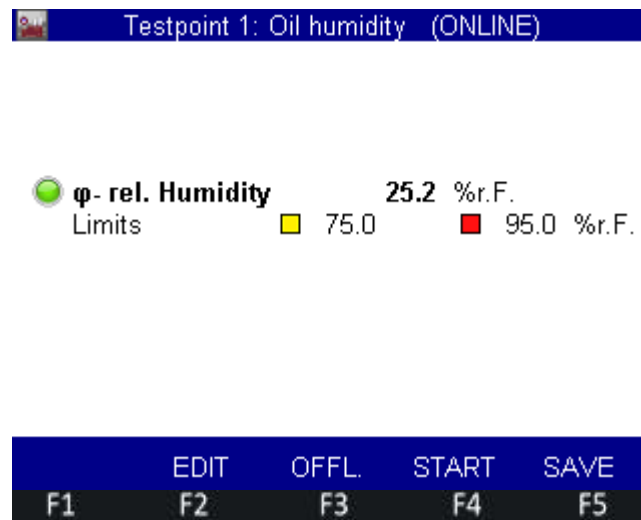 Testpoint 1: Oil humidity (ONLINE)
φ- rel. Humidity 25.2 %r.F.
Limits 75.0 95.0 %r.F.
EDIT OFFL. START SAVE
F1 F2 F3 F4 F5